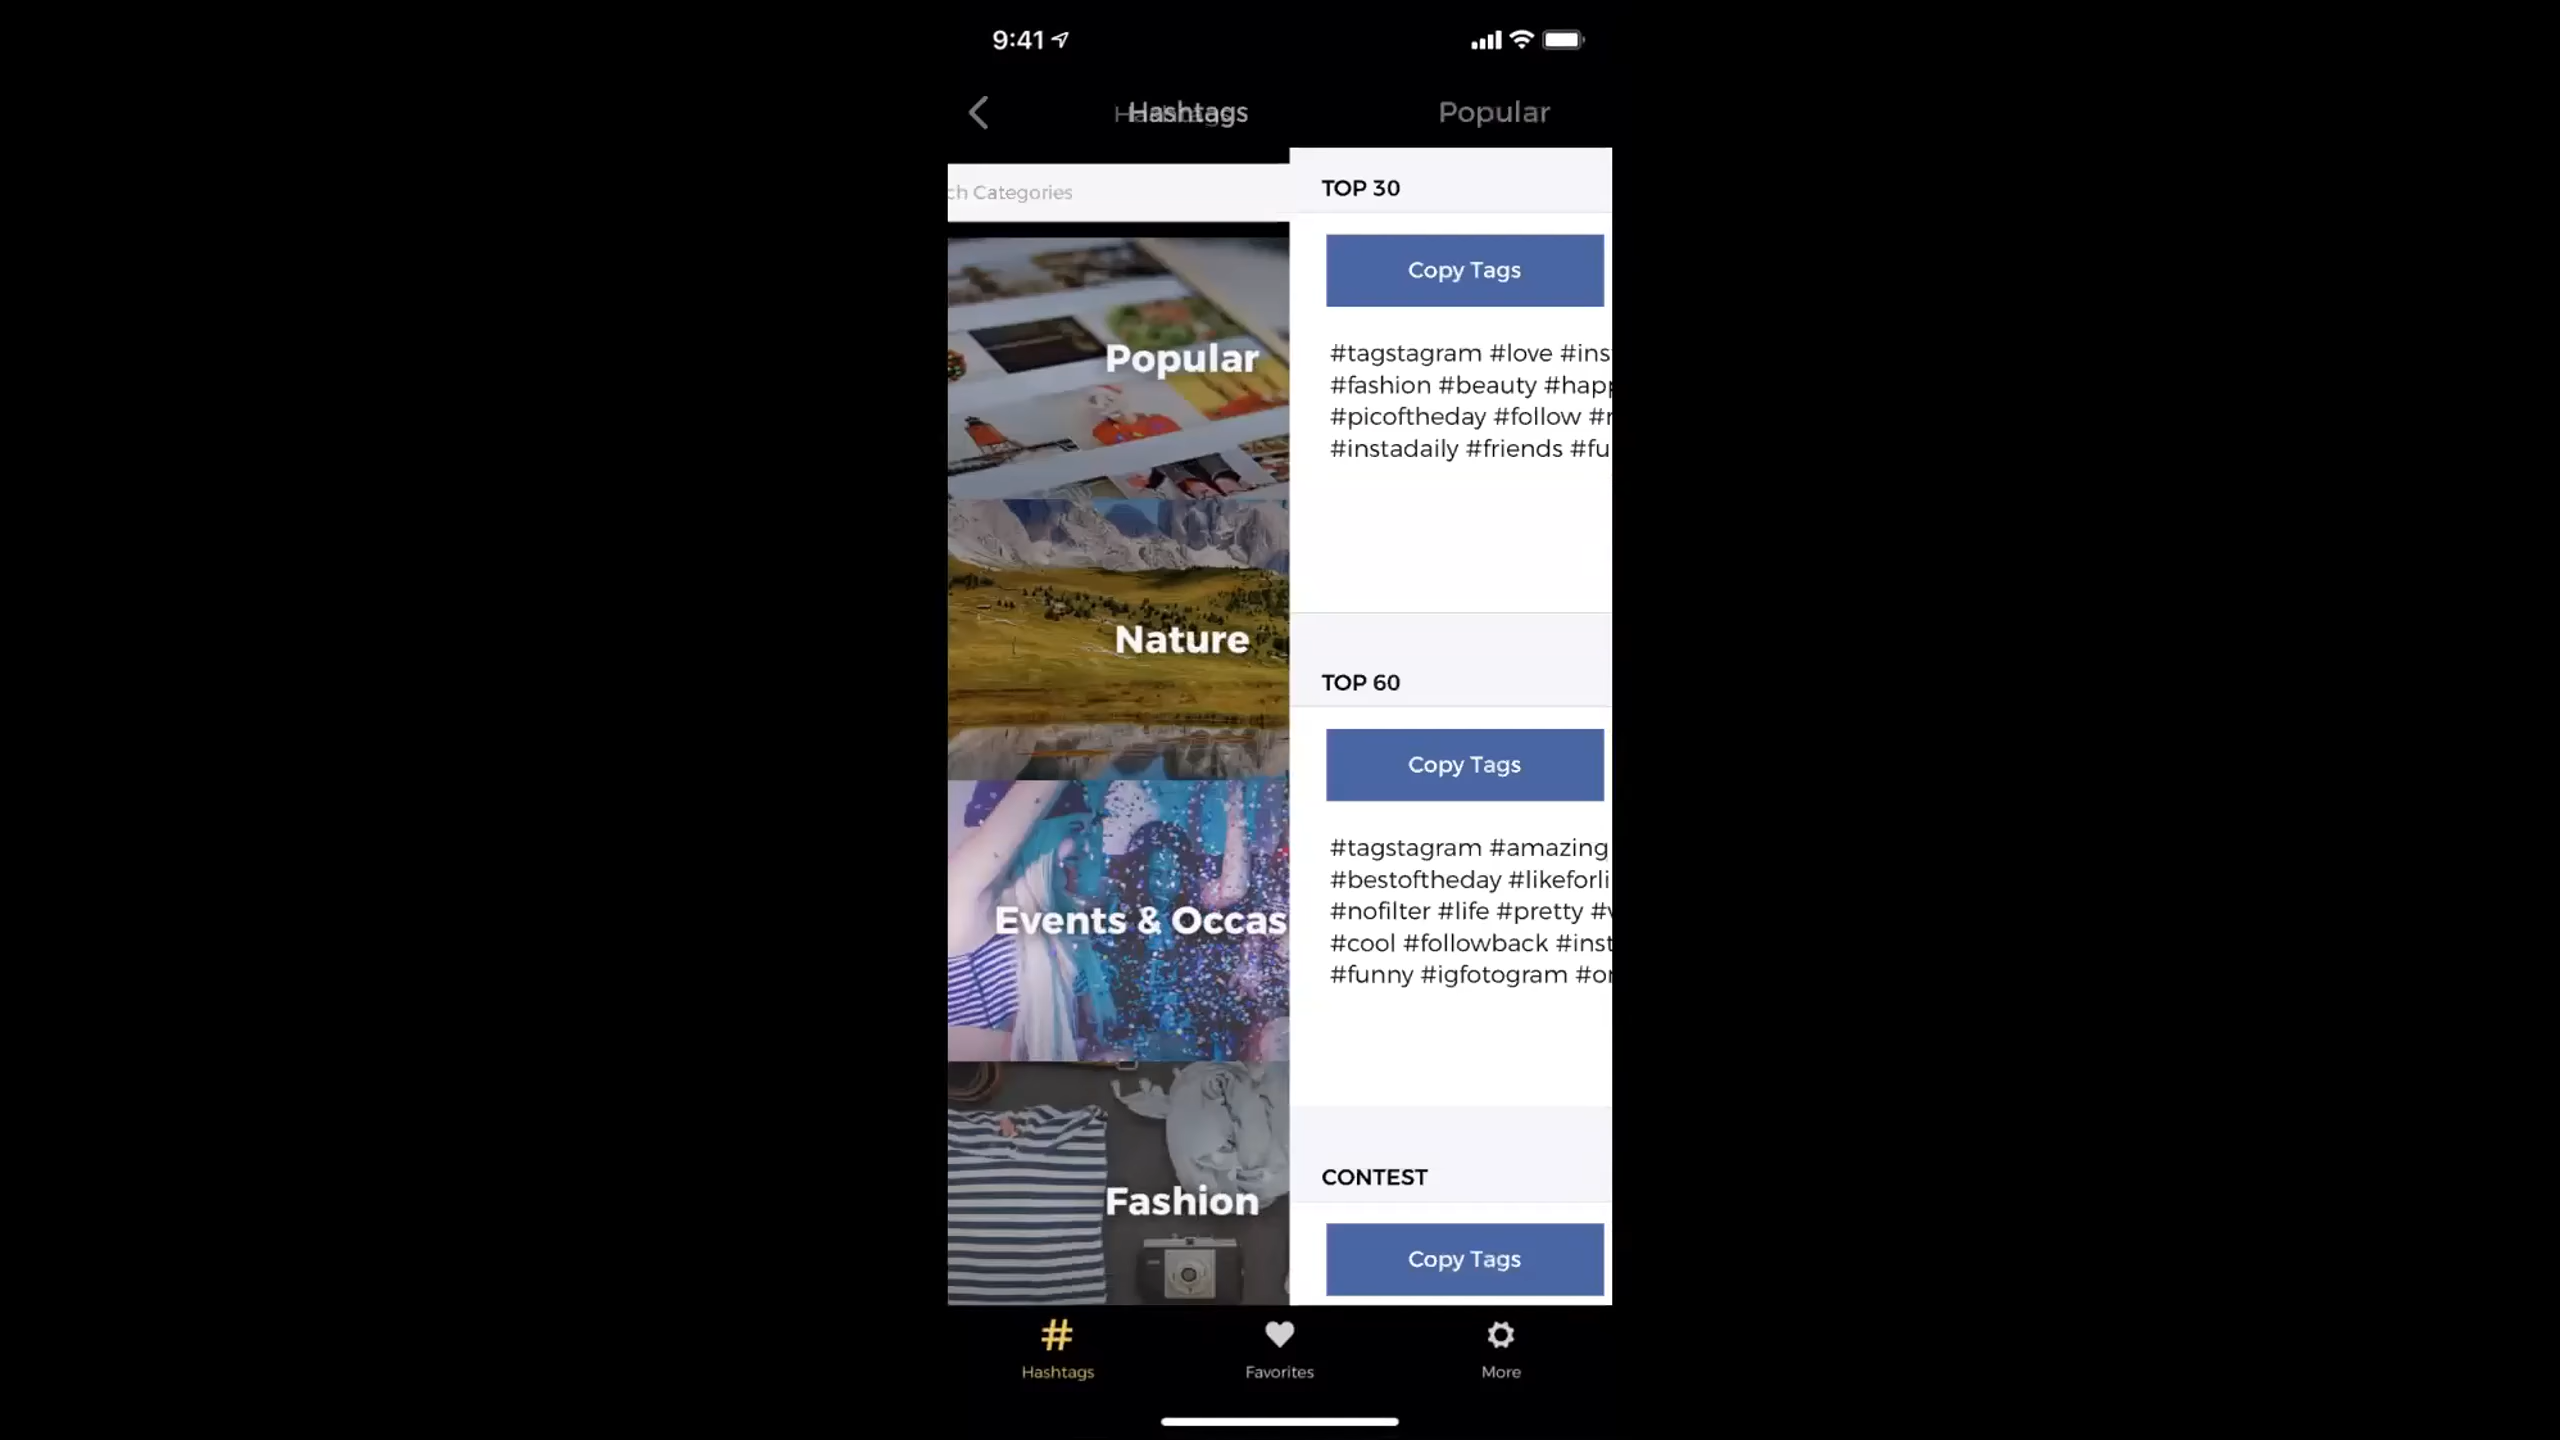 9:41
Hashtags
Popular
ch Categories
Popular
Nature
Events & Occas
Fashion
TOP 30
Copy Tags
#tagstagram #love #ins
#fashion #beauty #happ
#picoftheday #follow #r
#instadaily #friends #fu
TOP 60
Copy Tags
#tagstagram #amazing
#bestoftheday #likeforli
#nofilter #life #pretty #v
#cool #followback #inst
#funny #igfotogram #or
CONTEST
Copy Tags
Hashtags
Favorites
More